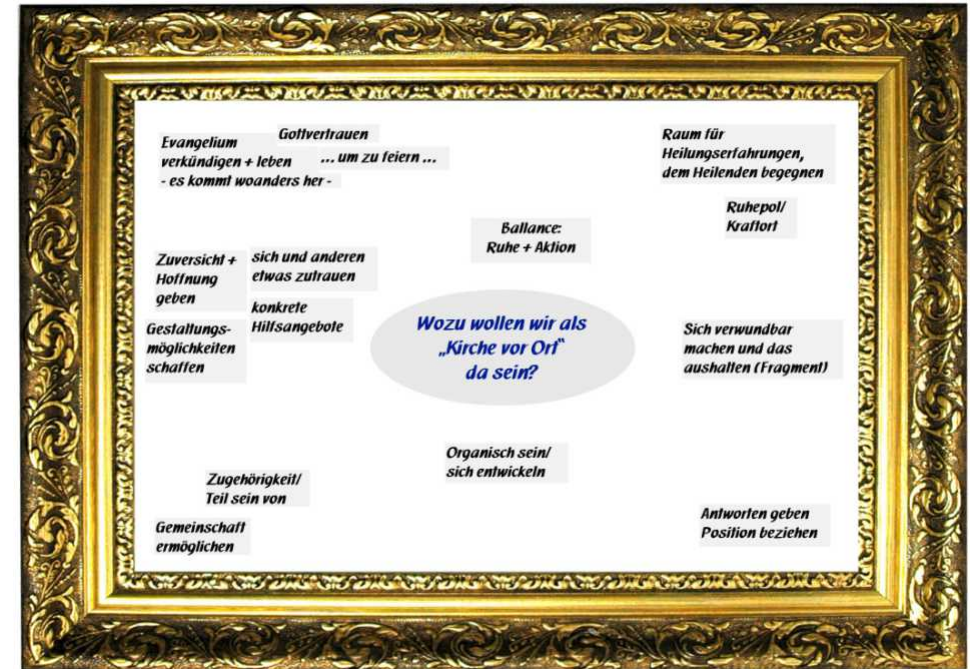 Evangelium
verkündigen + leben
- es kommt woanders her -
Gottvertrauen
... um zu feiern ...
Raum für
Heilungserfahrungen,
dem Heilenden begegnen
Ruhepol/
Kraftort
Ballance:
Ruhe + Aktion
Zuversicht +
Hoffnung
geben
sich und anderen
etwas zutrauen
konkrete
Hilfsangebote
Gestaltungs-
möglichkeiten
schaffen
Wozu wollen wir als
„Kirche vor Ort“
da sein?
Sich verwundbar
machen und das
aushalten (Fragment)
Organisch sein/
sich entwickeln
Zugehörigkeit/
Teil sein von
Gemeinschaft
ermöglichen
Antworten geben
Position beziehen